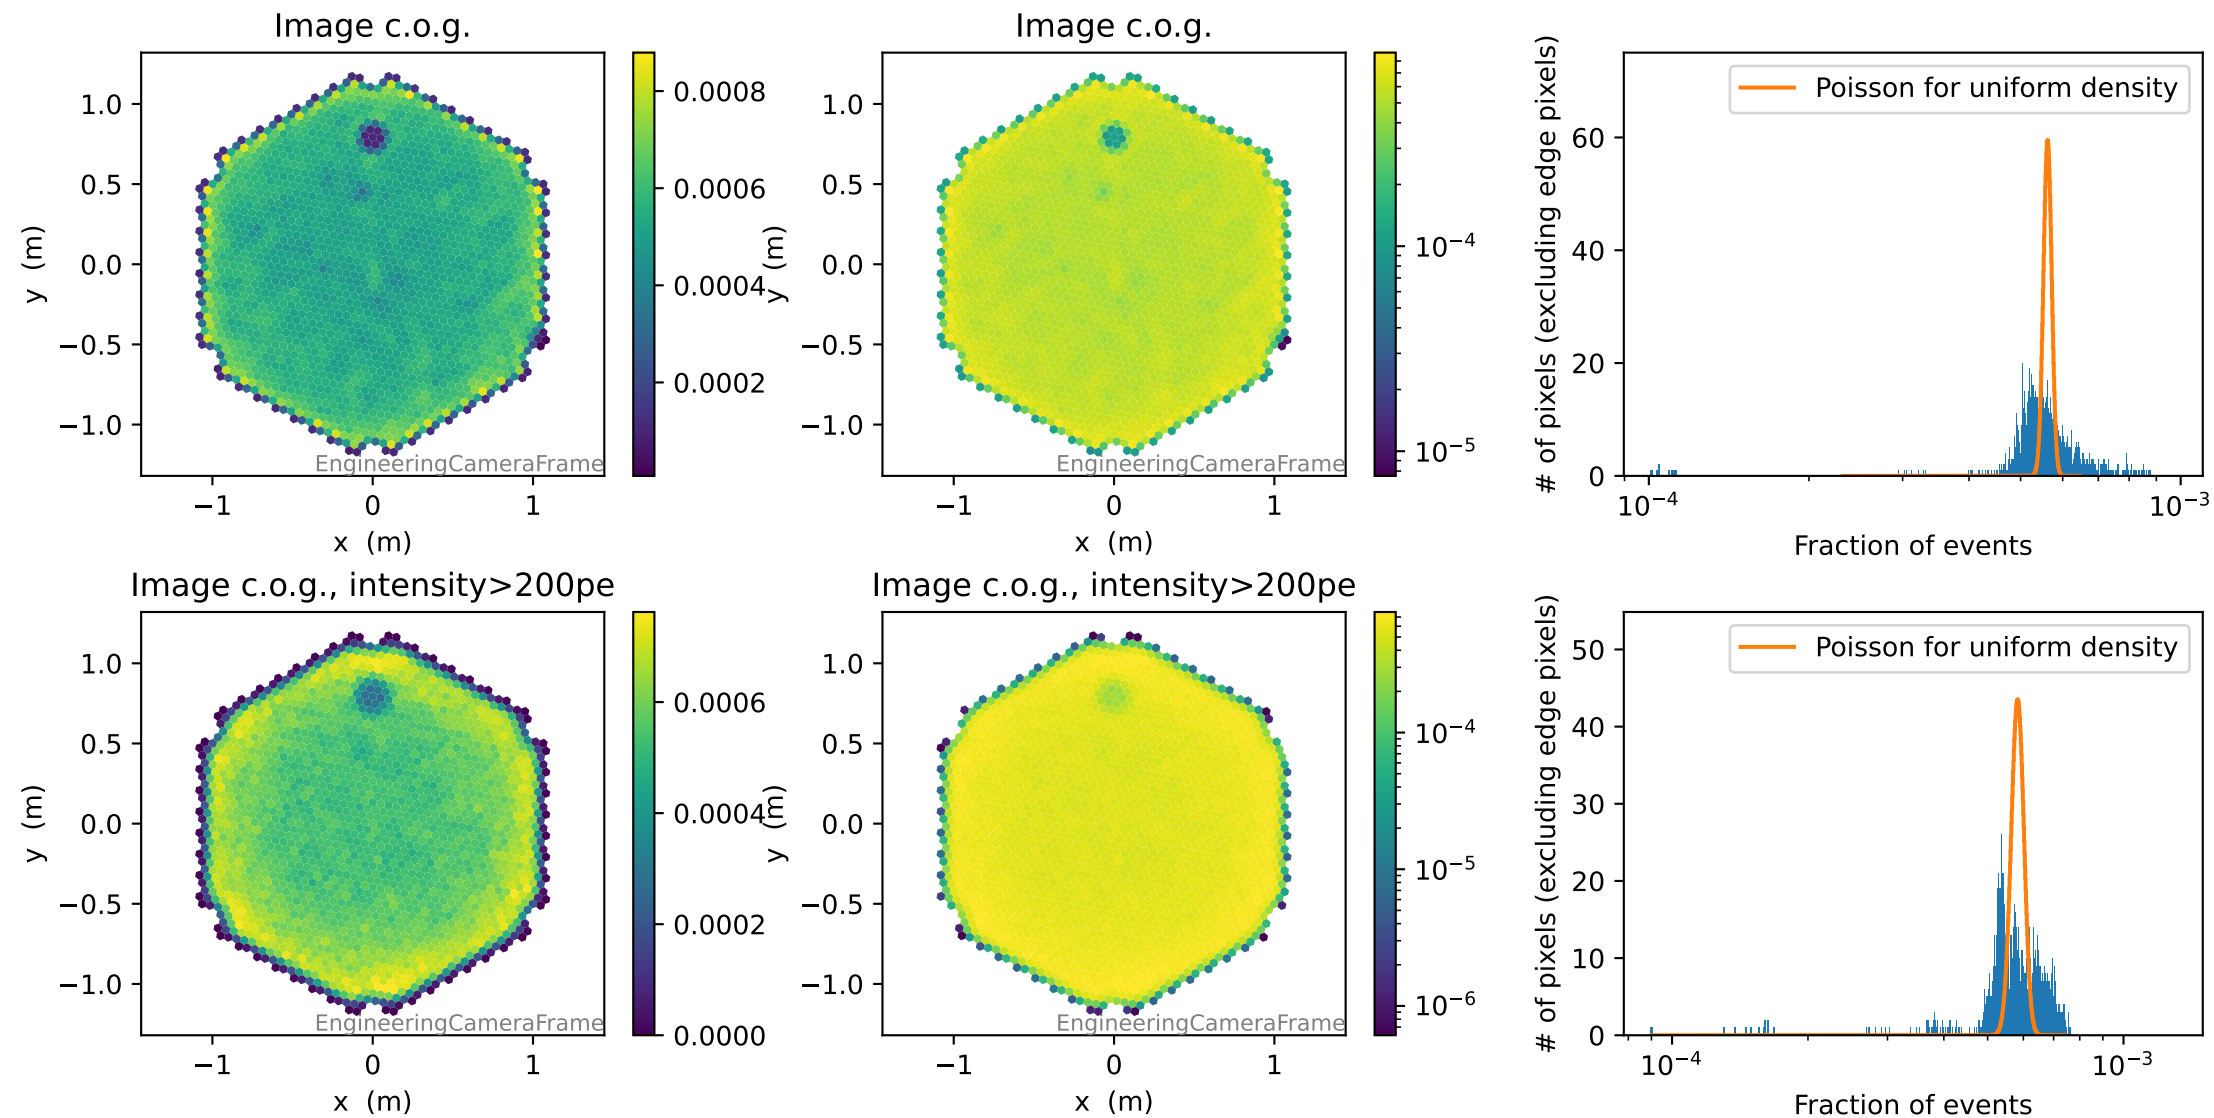 Image c.o.g.
y (m)
1.0
0.5
0.0
−0.5
−1.0
EngineeringCameraFrame
−1 0 1
x (m)
0.0008
0.0006
0.0004
0.0002
Image c.o.g.
y (m)
1.0
0.5
0.0
−0.5
−1.0
EngineeringCameraFrame
−1 0 1
x (m)
10⁻⁴
10⁻⁵
# of pixels (excluding edge pixels)
60
40
20
0
Poisson for uniform density
10⁻⁴ 10⁻³
Fraction of events
Image c.o.g., intensity>200pe
y (m)
1.0
0.5
0.0
−0.5
−1.0
EngineeringCameraFrame
−1 0 1
x (m)
0.0006
0.0004
0.0002
0.0000
Image c.o.g., intensity>200pe
y (m)
1.0
0.5
0.0
−0.5
−1.0
EngineeringCameraFrame
−1 0 1
x (m)
10⁻⁴
10⁻⁵
10⁻⁶
# of pixels (excluding edge pixels)
50
40
30
20
10
0
Poisson for uniform density
10⁻⁴ 10⁻³
Fraction of events